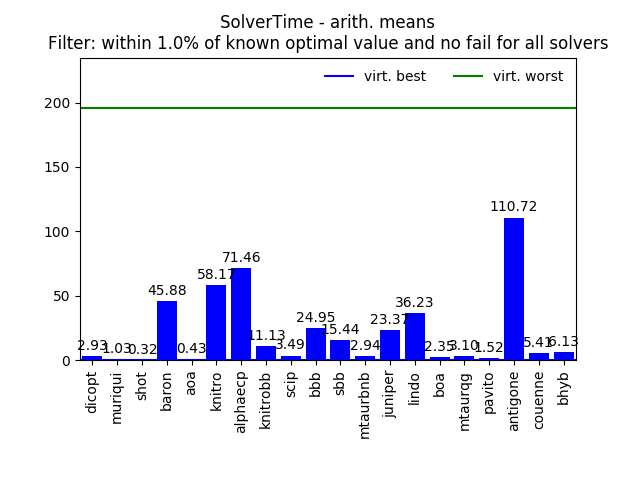 SolverTime - arith. means
Filter: within 1.0% of known optimal value and no fail for all solvers
virt. best
virt. worst
200
150
100
50
0
2.93
1.03
0.32
45.88
0.43
58.17
71.46
11.13
3.49
24.95
15.44
2.94
23.37
36.23
2.35
3.10
1.52
110.72
5.41
6.13
dicopt
muriqui
shot
baron
aoa
knitro
alphaecp
knitrobb
scip
bbb
sbb
mtaurbnb
juniper
lindo
boa
mtaurqg
pavito
antigone
couenne
bhyb